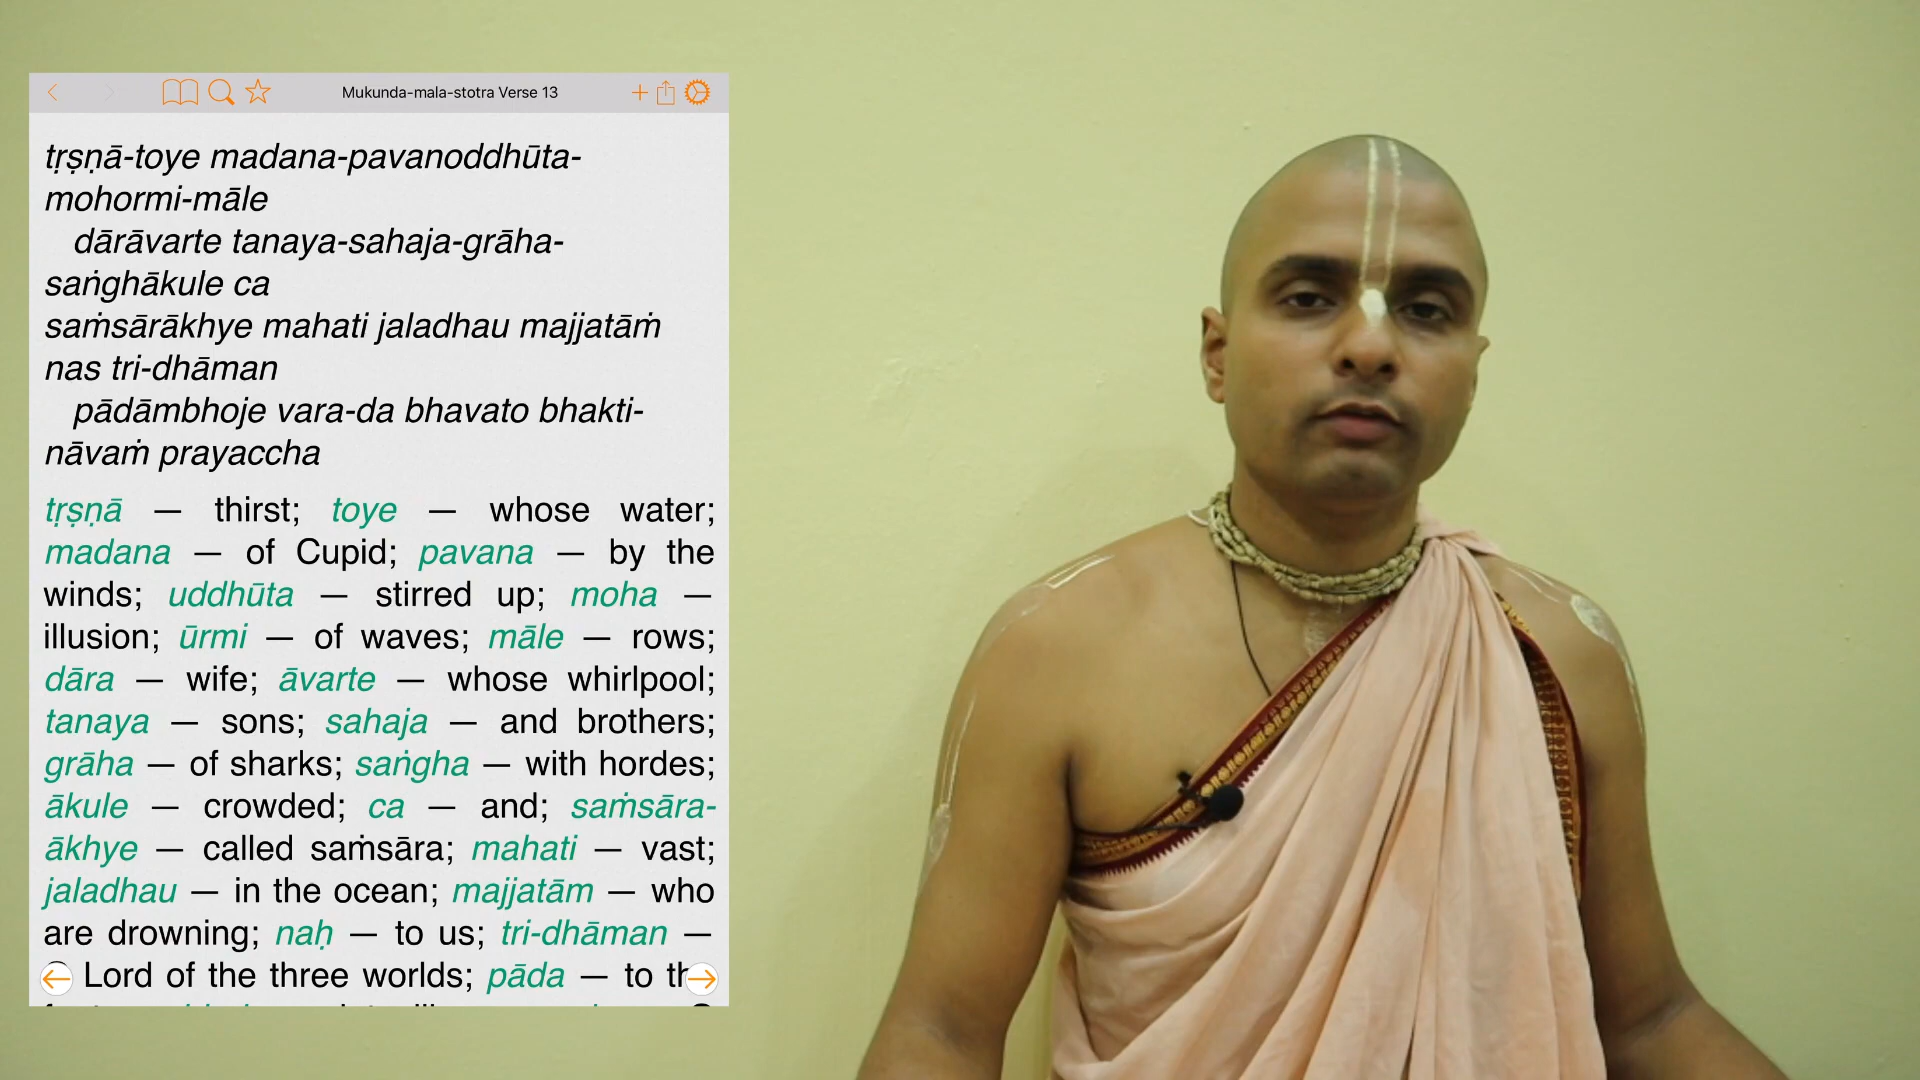 Mukunda-mala-stotra Verse 13
tṛṣṇā-toye madana-pavanoddhūta-
mohormi-māle
dārāvarte tanaya-sahaja-grāha-
saṅghākule ca
saṁsārākhye mahati jaladhau majjatāṁ
nas tri-dhāman
pādāmbhoje vara-da bhavato bhakti-
nāvaṁ prayaccha
tṛṣṇā — thirst; toye — whose water;
madana — of Cupid; pavana — by the
winds; uddhūta — stirred up; moha —
illusion; ūrmi — of waves; māle — rows;
dāra — wife; āvarte — whose whirlpool;
tanaya — sons; sahaja — and brothers;
grāha — of sharks; saṅgha — with hordes;
ākule — crowded; ca — and; saṁsāra-
ākhye — called saṁsāra; mahati — vast;
jaladhau — in the ocean; majjatām — who
are drowning; naḥ — to us; tri-dhāman —
Lord of the three worlds; pāda — to